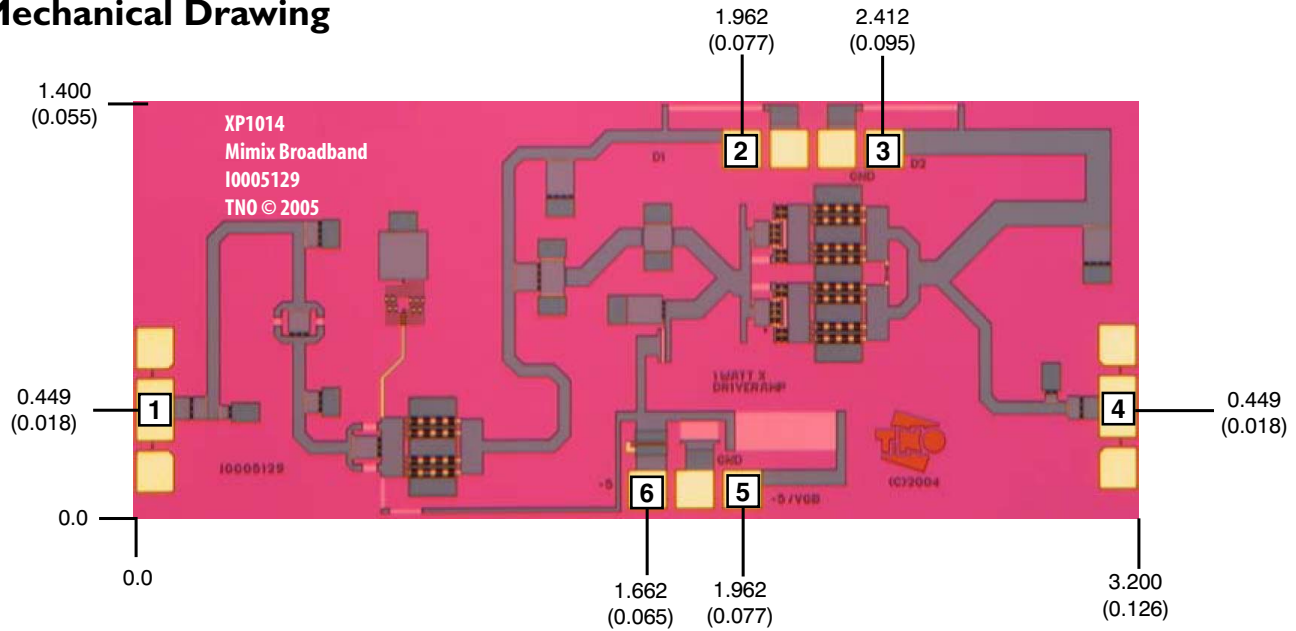 Mechanical Drawing
1.962
(0.077)
2.412
(0.095)
1.400
(0.055)
XP1014
Mimix Broadband
I0005129
TNO © 2005
2
3
D1
D2
GND
1 WATT X
DRIVERAMP
0.449
(0.018)
1
4
0.449
(0.018)
TNO
(C)2004
I0005129
GND
-5
6
5
-5/VGB
0.0
0.0
1.662
(0.065)
1.962
(0.077)
3.200
(0.126)